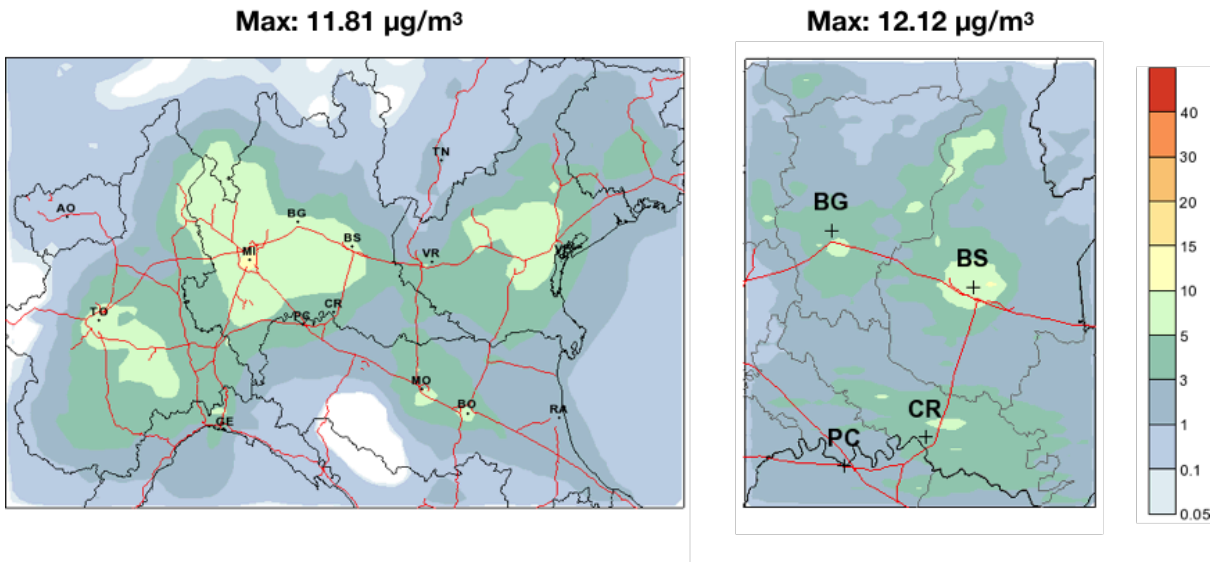 Max: 11.81 µg/m³
Max: 12.12 µg/m³
TN
AO
BG
BS
MI
VR
TO
CR
PC
MO
BO
RA
GE
BG
BS
CR
PC
40
30
20
15
10
5
3
1
0.1
0.05